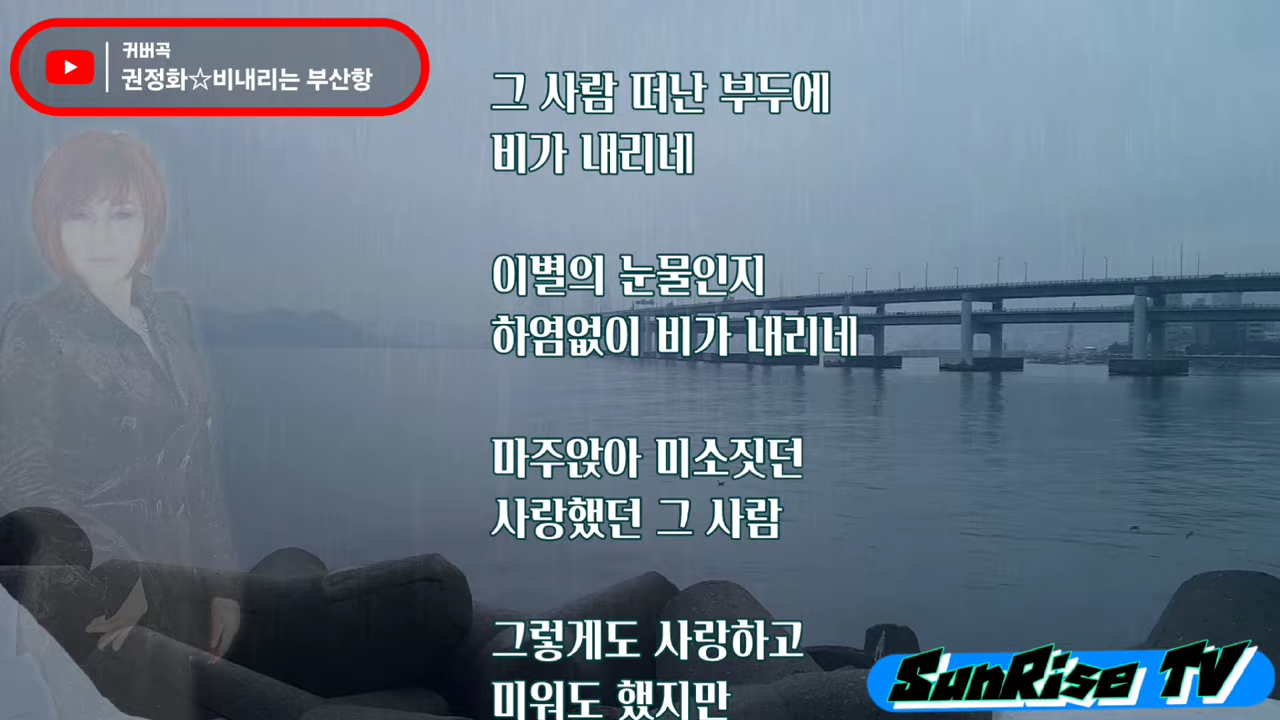 커버곡
권정화☆비내리는 부산항
그 사람 떠난 부두에
비가 내리네
이별의 눈물인지
하염없이 비가 내리네
마주앉아 미소짓던
사랑했던 그 사람
그렇게도 사랑하고
미워도 했지만
SunRise TV